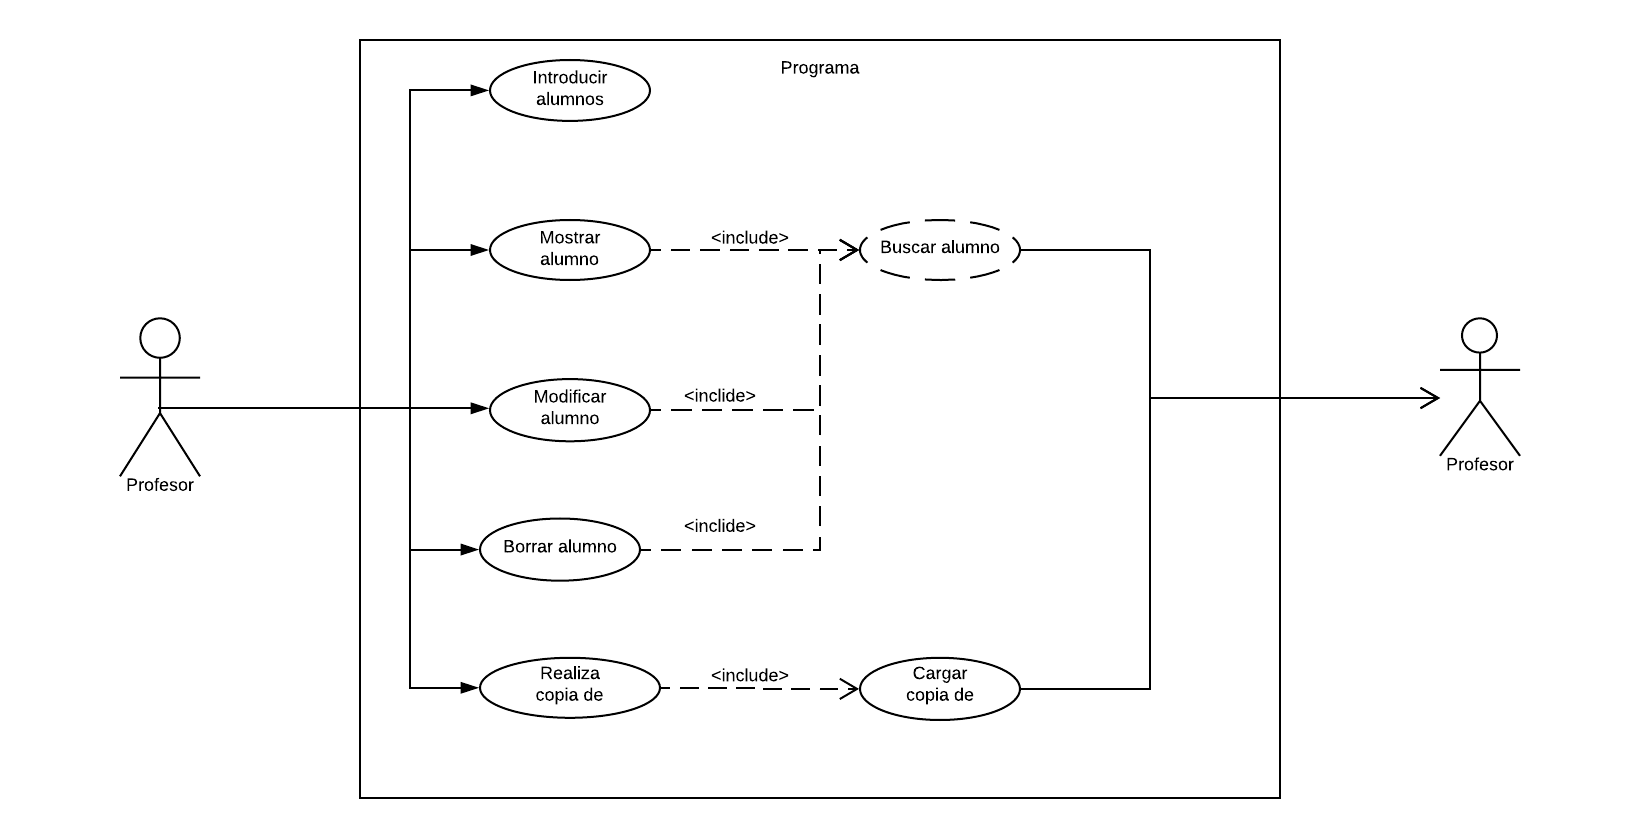 Programa
Introducir
alumnos
Mostrar
alumno
<include>
Buscar alumno
Modificar
alumno
<inclide>
Borrar alumno
<inclide>
Realiza
copia de
<include>
Cargar
copia de
Profesor
Profesor